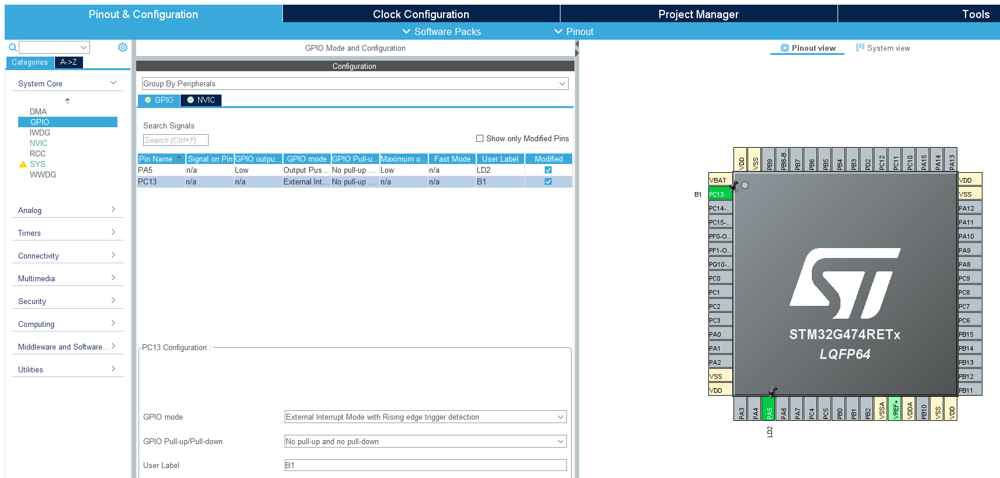 Pinout & Configuration
Clock Configuration
Project Manager
Tools
Software Packs
Pinout
Categories
A->Z
System Core
DMA
GPIO
IWDG
NVIC
RCC
SYS
WWDG
Analog
Timers
Connectivity
Multimedia
Security
Computing
Middleware and Software...
Utilities
GPIO Mode and Configuration
Configuration
Group By Peripherals
GPIO
NVIC
Search Signals
Search (Ctrl+F)
Show only Modified Pins
Pin Name Signal on Pin GPIO outpu... GPIO mode GPIO Pull-u... Maximum o... Fast Mode User Label Modified
PA5 n/a Low Output Pus... No pull-up ... Low n/a LD2
PC13 n/a n/a External Int... No pull-up ... n/a n/a B1
PC13 Configuration :
GPIO mode
External Interrupt Mode with Rising edge trigger detection
GPIO Pull-up/Pull-down
No pull-up and no pull-down
User Label
B1
Pinout view
System view
VDD
VSS
PB9
PB8-B..
PB7
PB6
PB5
PB4
PB3
PD2
PC12
PC11
PC10
PA15
PA14
PA13
VBAT
B1
PC13
PC14-..
PC15-..
PF0-O..
PF1-O..
PG10-..
PC0
PC1
PC2
PC3
PA0
PA1
PA2
VSS
VDD
ST
STM32G474RETx
LQFP64
VDD
VSS
PA12
PA11
PA10
PA9
PA8
PC9
PC8
PC7
PC6
PB15
PB14
PB13
PB12
PB11
PA3
PA4
PA5
PA6
PA7
PC4
PC5
PB0
PB1
PB2
VSSA
VREF+
VDDA
PB10
VSS
VDD
LD2